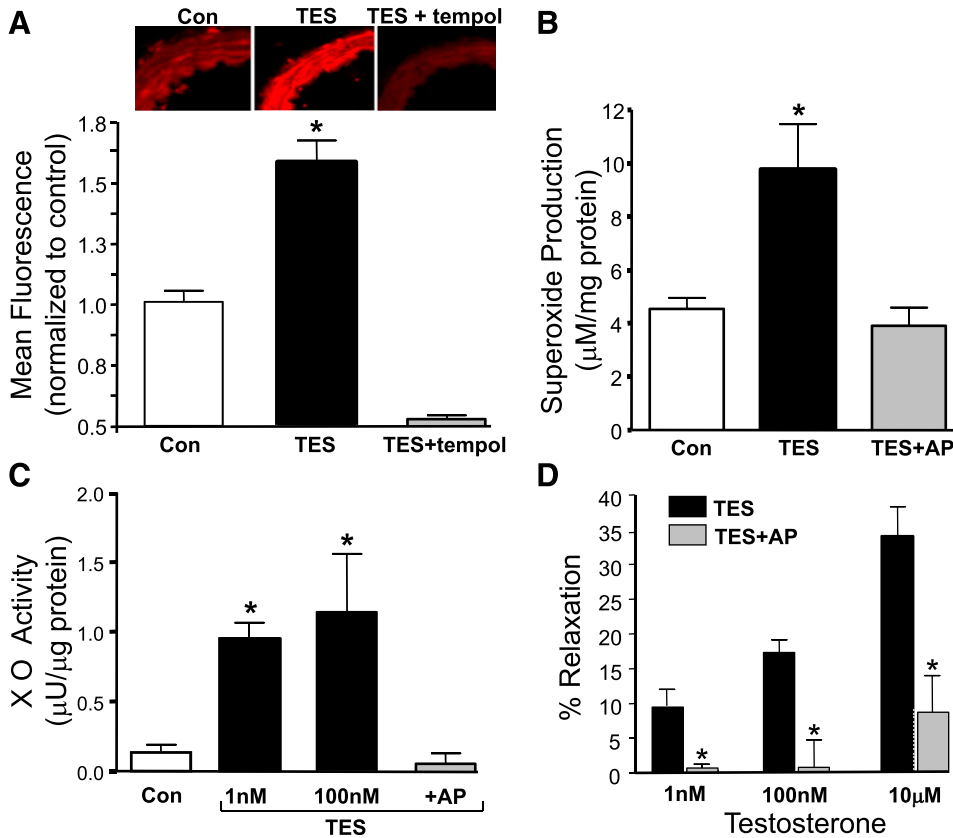 A
Con TES TES + tempol
Mean Fluorescence
(normalized to control)
1.8
1.5
1.3
1.0
0.8
0.5
*
Con TES TES+tempol
B
Superoxide Production
(μM/mg protein)
12
10
8
6
4
2
0
*
Con TES TES+AP
C
X O Activity
(μU/μg protein)
2.0
1.5
1.0
0.5
0.0
* *
Con 1nM 100nM +AP
TES
D
% Relaxation
40
35
30
25
20
15
10
5
0
TES
TES+AP
* * *
1nM 100nM 10μM
Testosterone